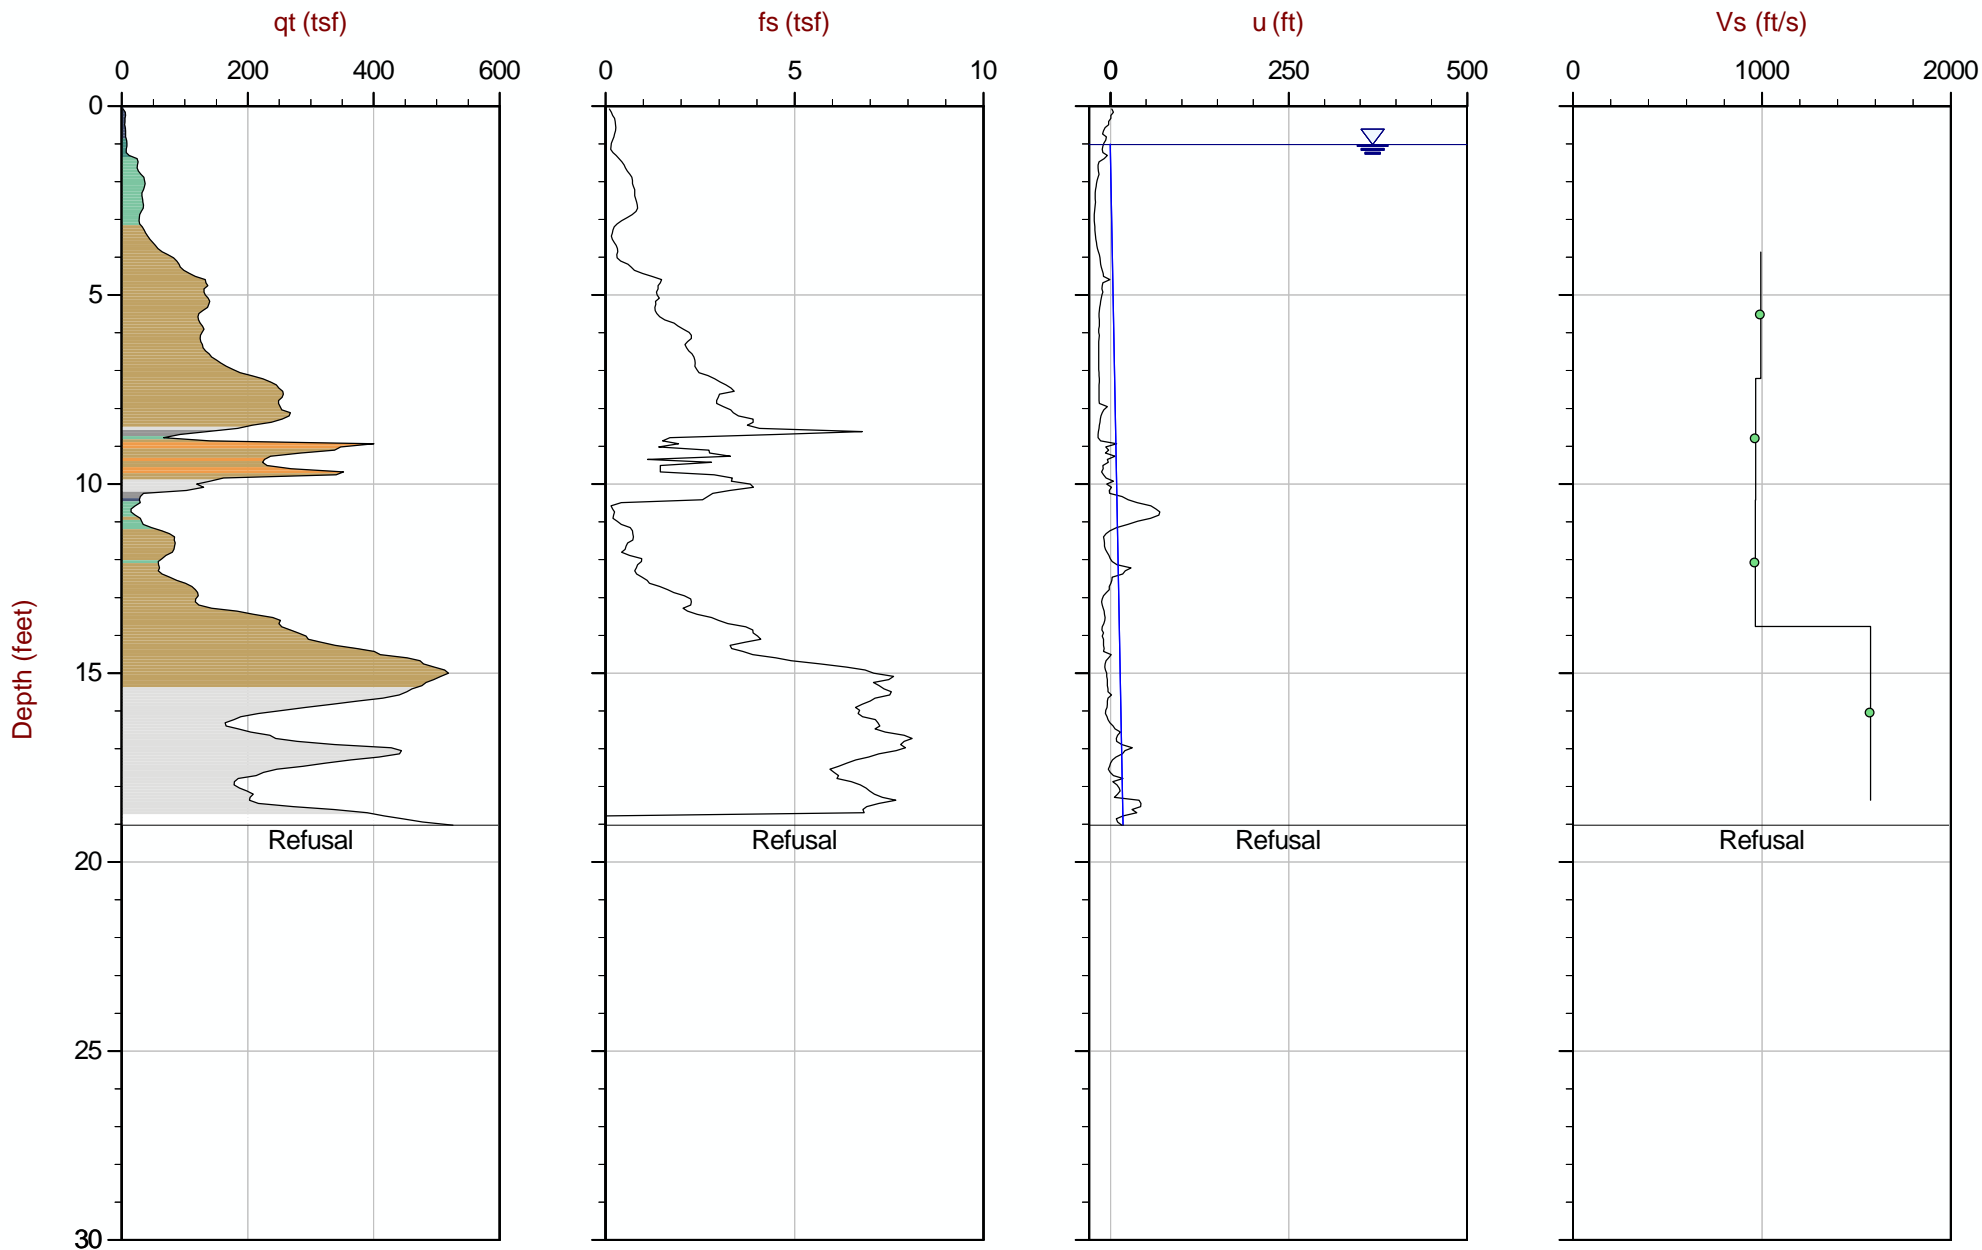 qt (tsf) fs (tsf) u (ft) Vs (ft/s)
0 200 400 600 0 5 10 0 250 500 0 1000 2000
0
5
10
15
20
25
30
Depth (feet)
Refusal Refusal Refusal Refusal